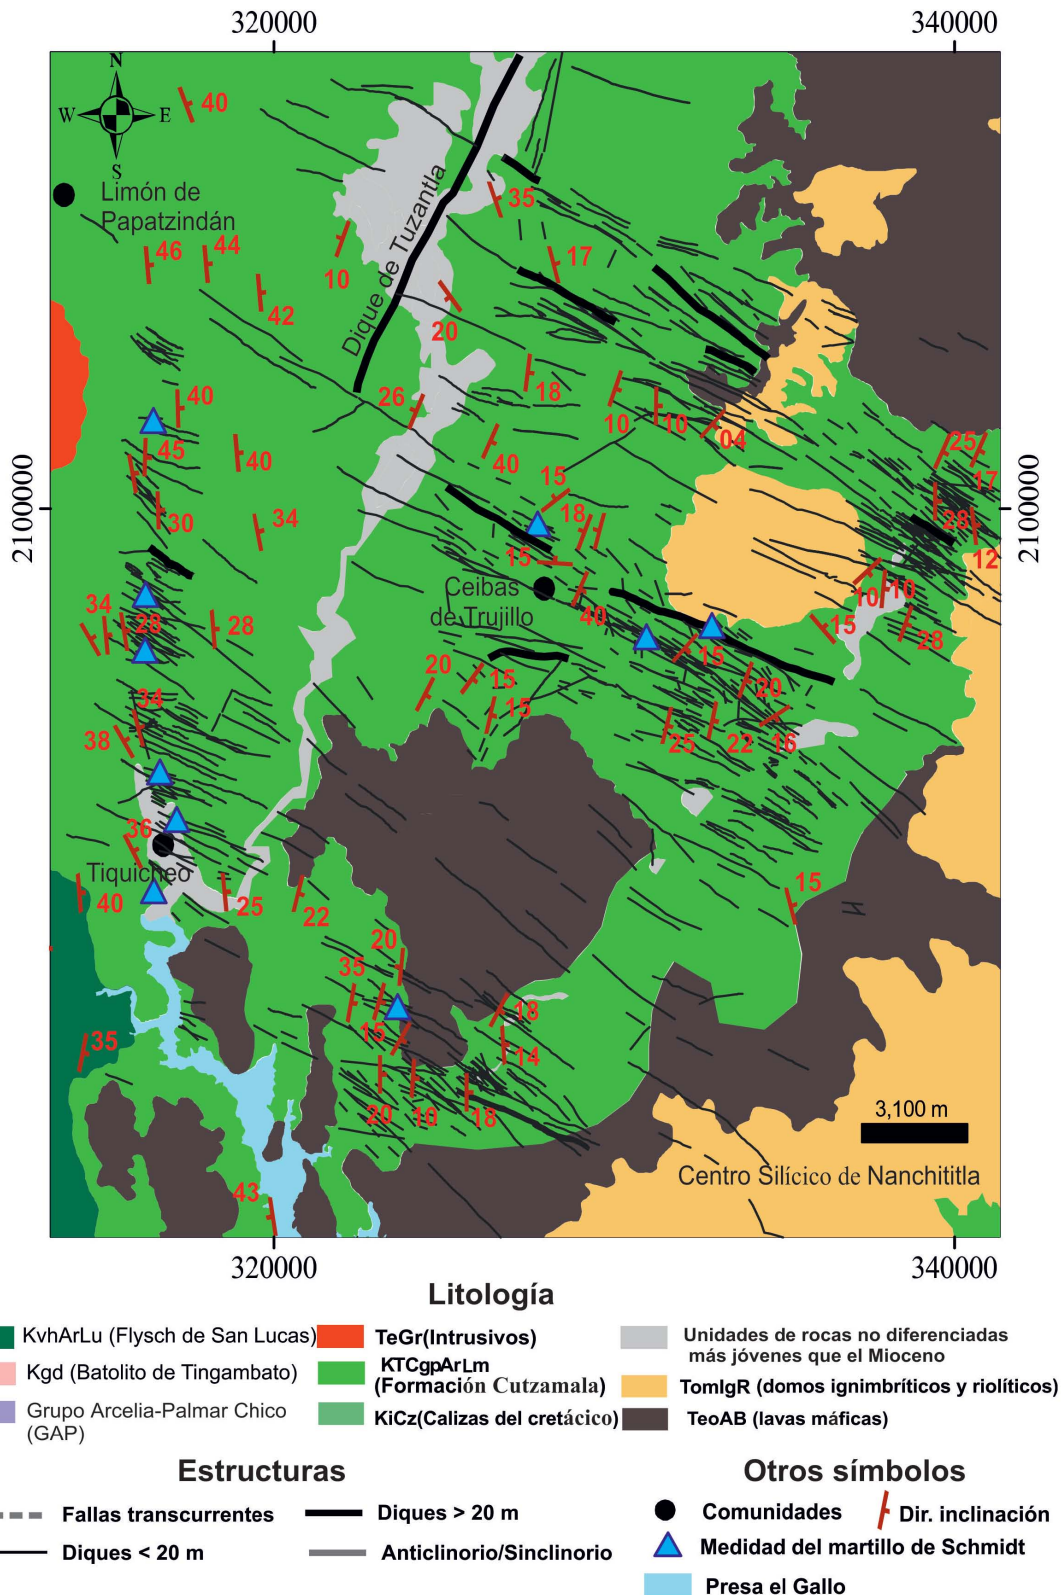 320000
340000
N
W
E
S
40
Limón de
Papatzindán
46
44
42
10
35
17
Dique de Tuzantla
20
18
26
10
10
04
40
40
45
40
30
34
25
17
28
12
2100000
2100000
15
18
15
Ceibas
de Trujillo
40
10
10
15
28
34
28
28
15
20
15
15
20
25
22
16
34
38
36
Tiquicheo
40
25
22
15
20
35
15
18
14
35
20
10
18
43
3,100 m
Centro Silícico de Nanchititla
320000
340000
Litología
KvhArLu (Flysch de San Lucas)
TeGr(Intrusivos)
Unidades de rocas no diferenciadas
más jóvenes que el Mioceno
Kgd (Batolito de Tingambato)
KTCgpArLm
(Formación Cutzamala)
TomIgR (domos ignimbríticos y riolíticos)
Grupo Arcelia-Palmar Chico
(GAP)
KiCz(Calizas del cretácico)
TeoAB (lavas máficas)
Estructuras
Otros símbolos
Fallas transcurrentes
Diques > 20 m
Comunidades
Dir. inclinación
Diques < 20 m
Anticlinorio/Sinclinorio
Medidad del martillo de Schmidt
Presa el Gallo